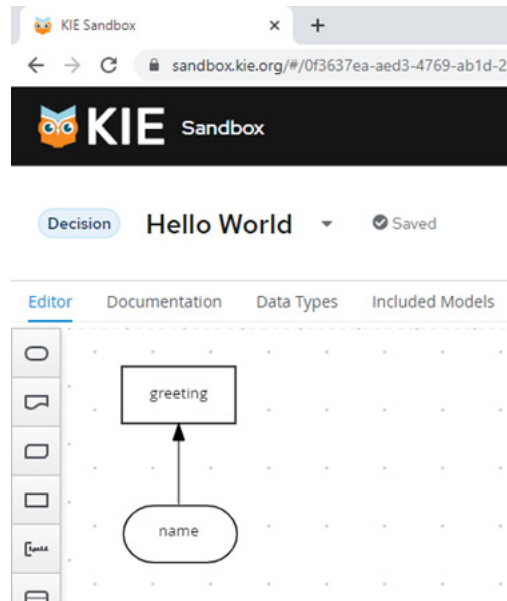 KIE Sandbox
sandbox.kie.org/#/0f3637ea-aed3-4769-ab1d-2
KIE Sandbox
Decision Hello World Saved
Editor Documentation Data Types Included Models
greeting
name